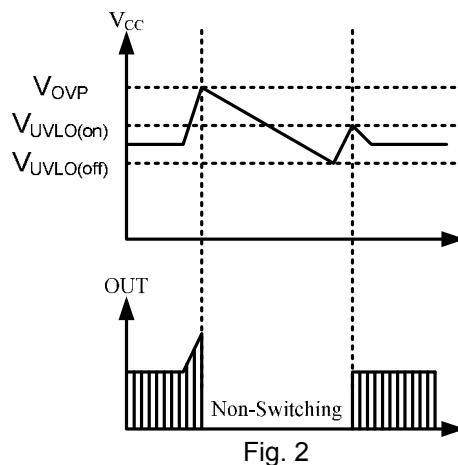 VCC
VOVP
VUVLO(on)
VUVLO(off)
OUT
Non-Switching
Fig. 2